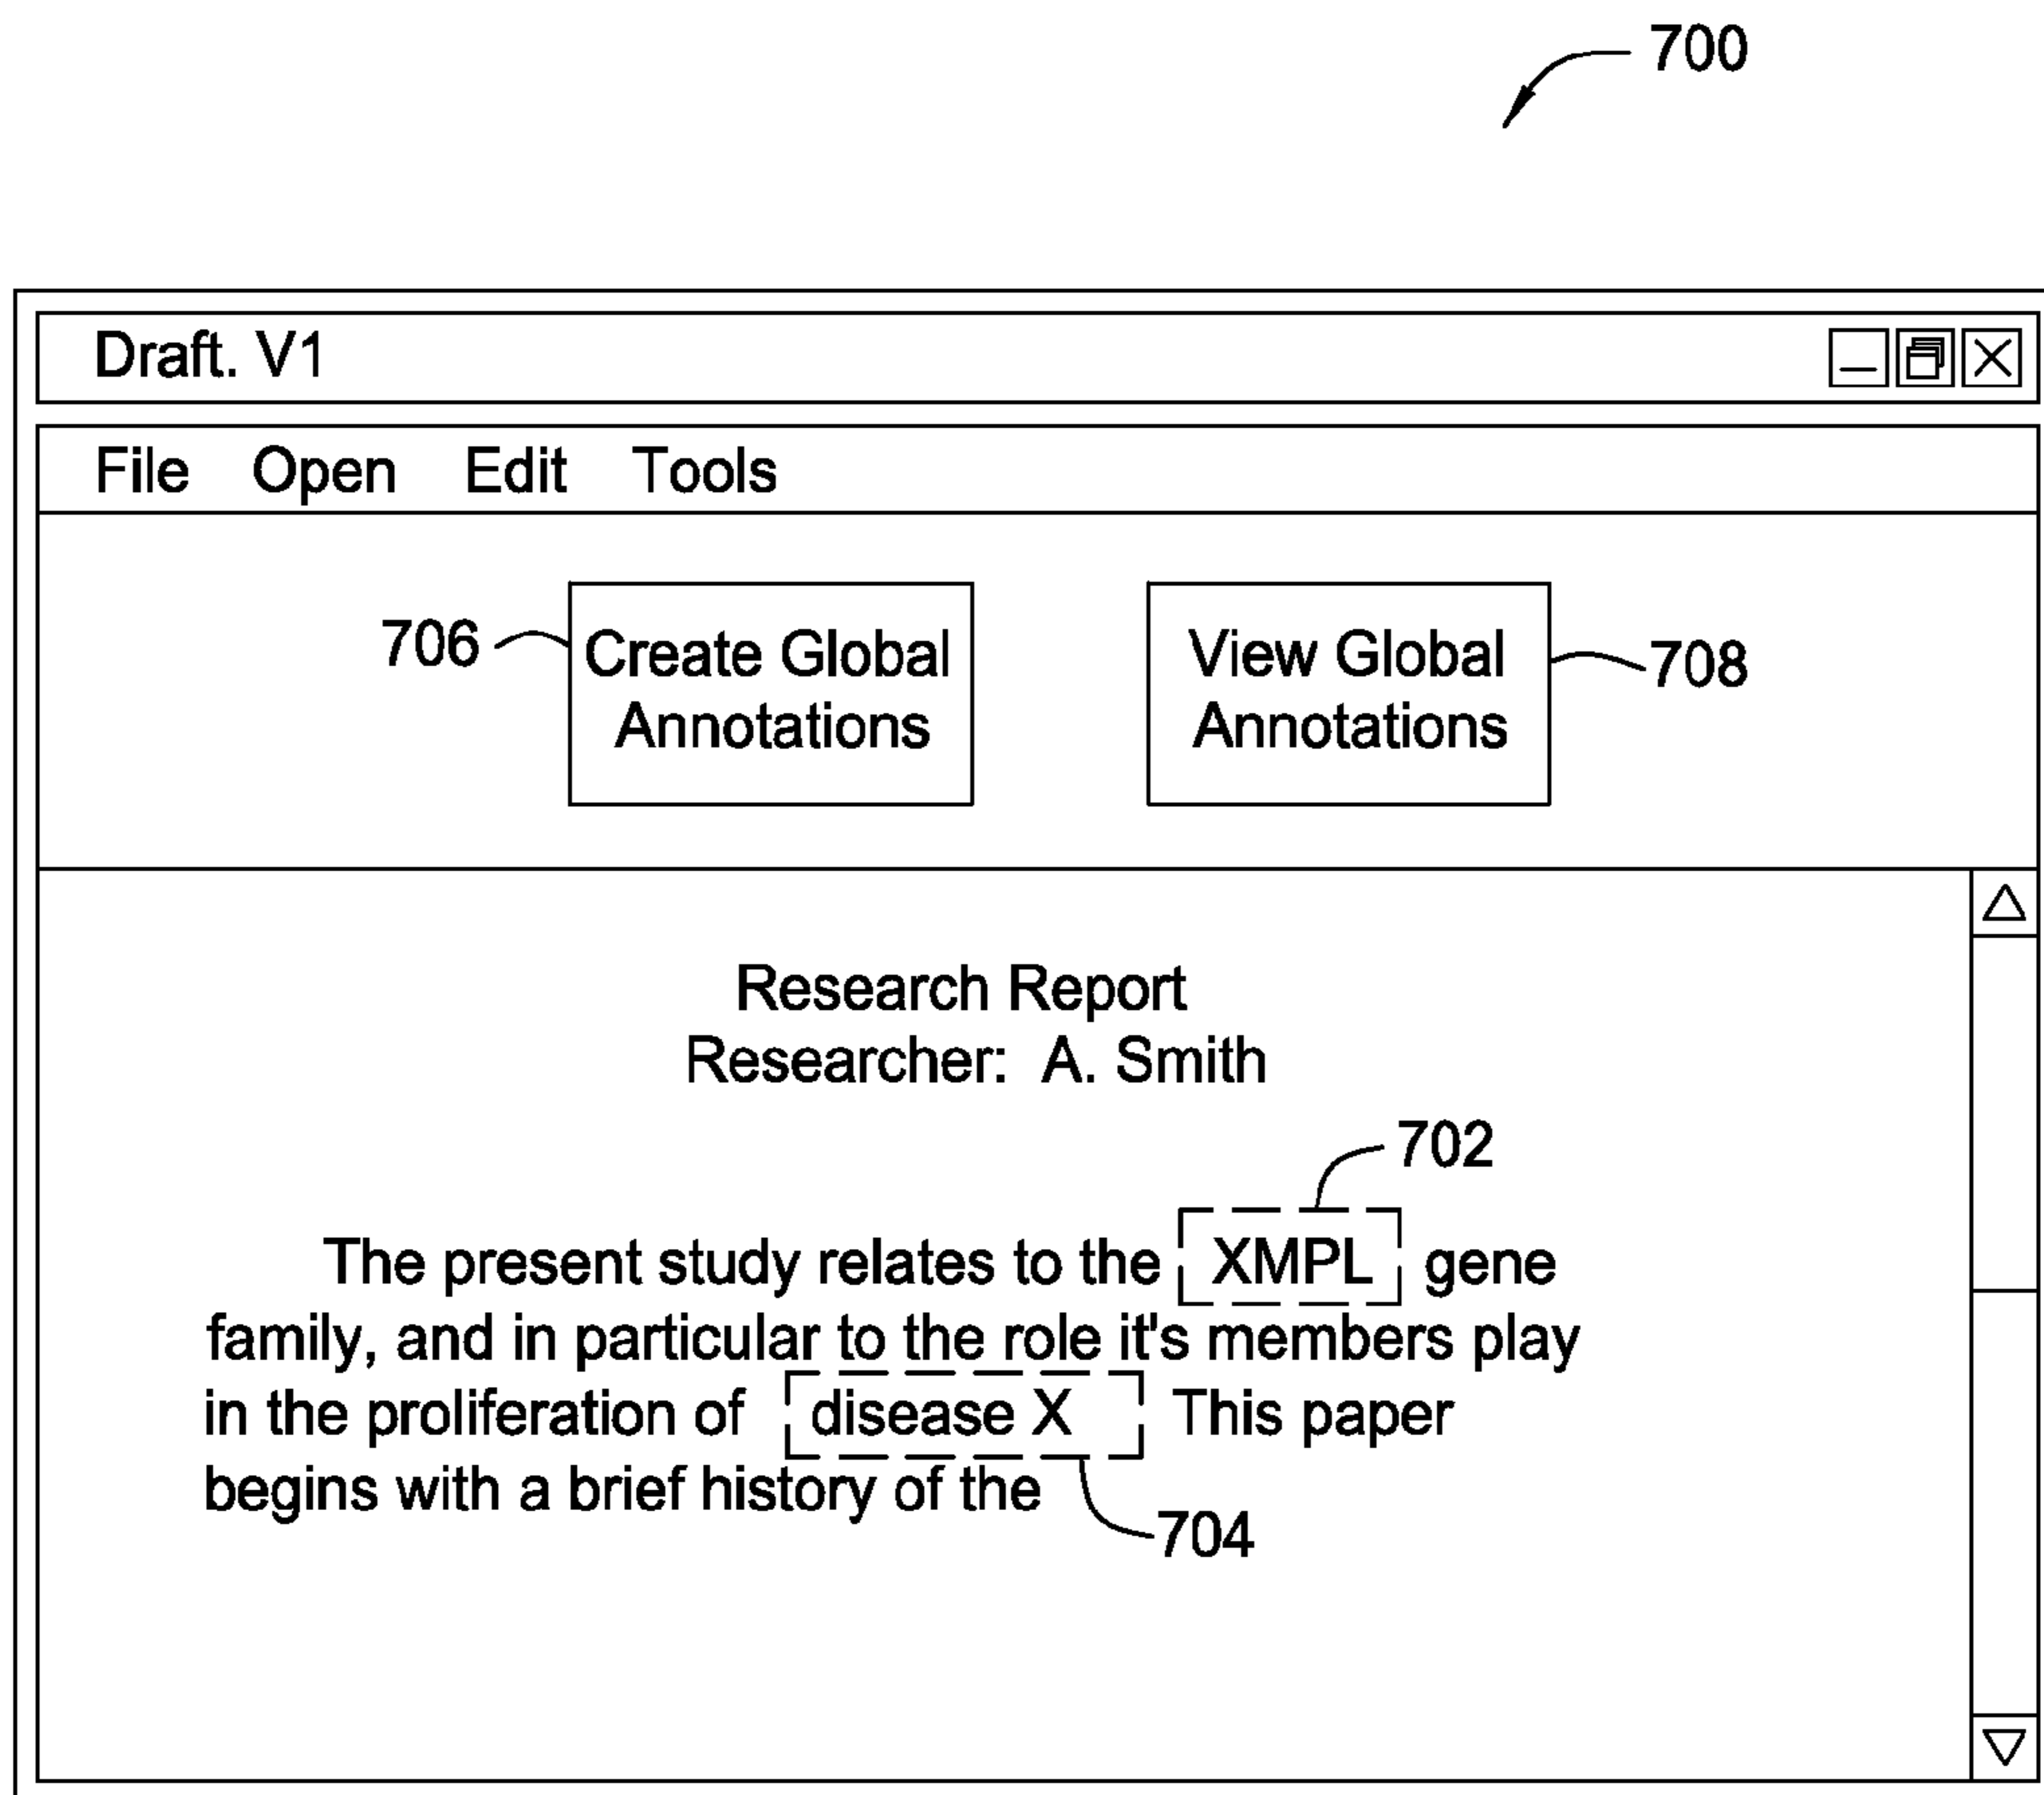 700
Draft. V1
File Open Edit Tools
706 Create Global Annotations
View Global Annotations 708
Research Report
Researcher: A. Smith
702
The present study relates to the XMPL gene
family, and in particular to the role it's members play
in the proliferation of disease X This paper
begins with a brief history of the
704